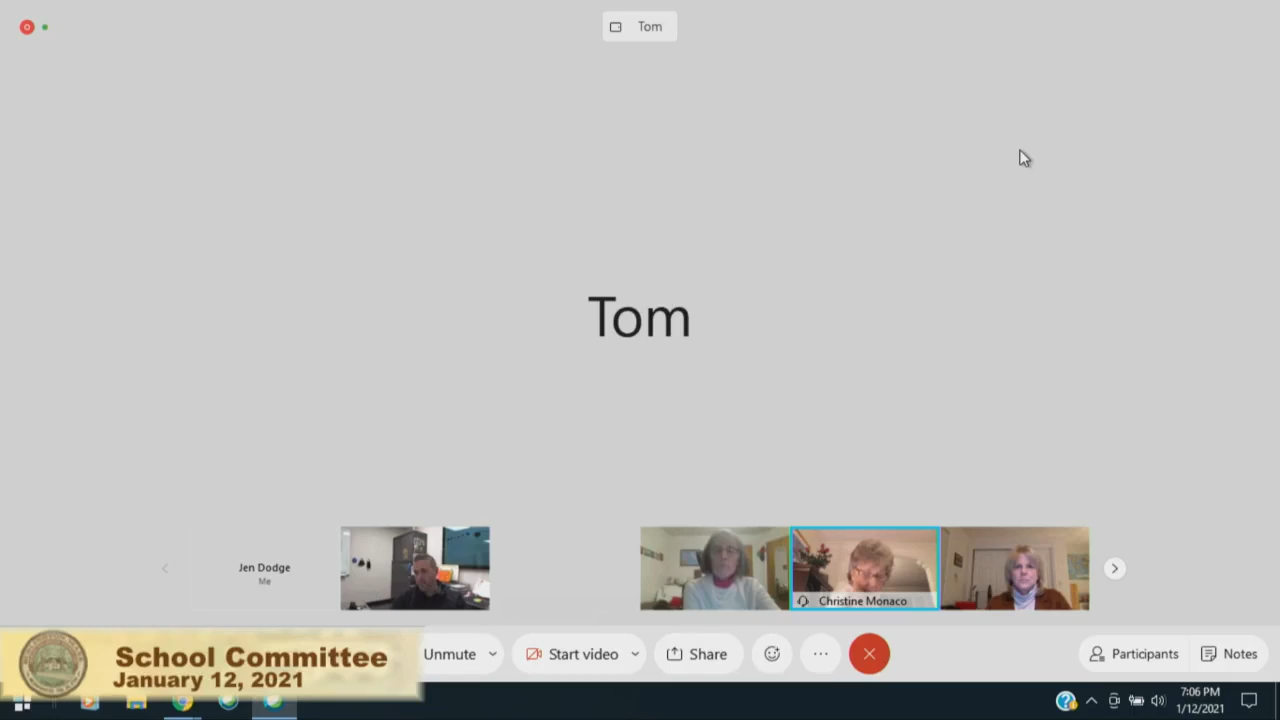 Tom
Tom
Jen Dodge
Me
Christine Monaco
Unmute
Start video
Share
Participants
Notes
School Committee
January 12, 2021
7:06 PM
1/12/2021